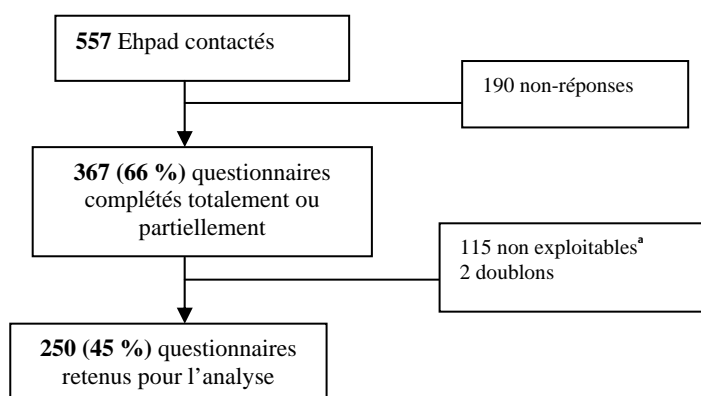 557 Ehpad contactés
190 non-réponses
367 (66 %) questionnaires
complétés totalement ou
partiellement
115 non exploitablesᵃ
2 doublons
250 (45 %) questionnaires
retenus pour l’analyse